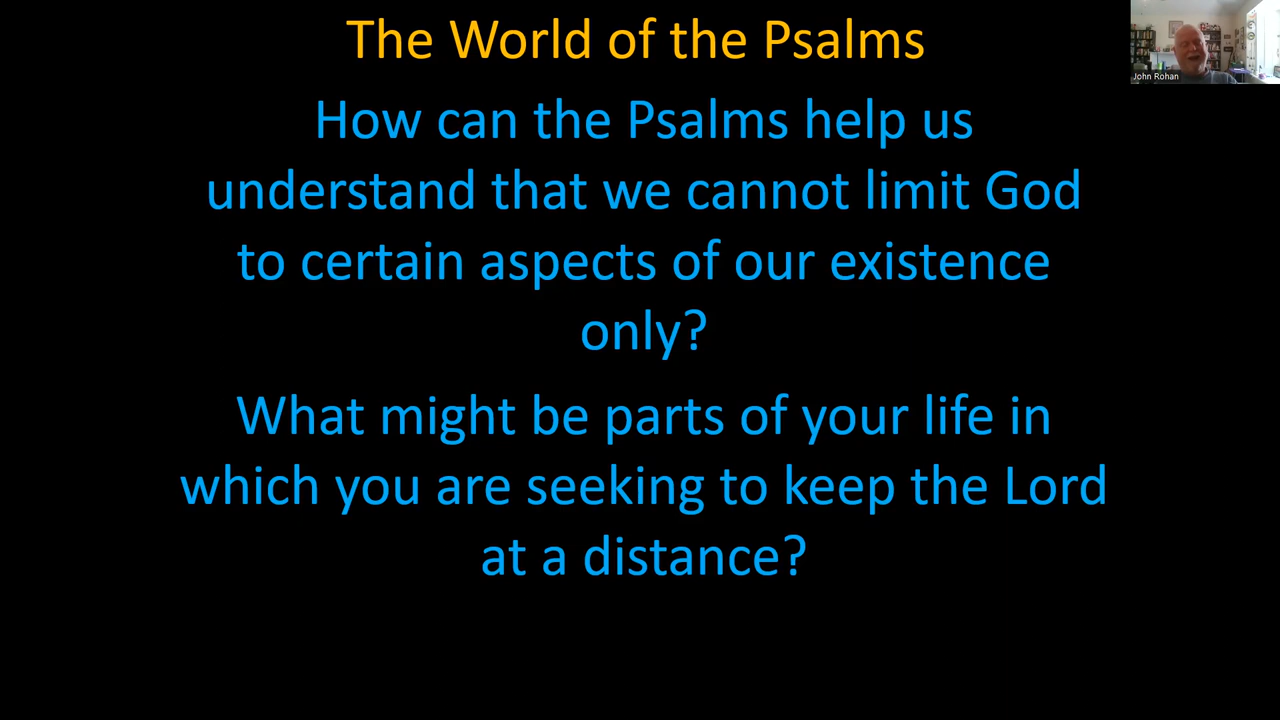 The World of the Psalms
John Rohan
How can the Psalms help us
understand that we cannot limit God
to certain aspects of our existence
only?
What might be parts of your life in
which you are seeking to keep the Lord
at a distance?